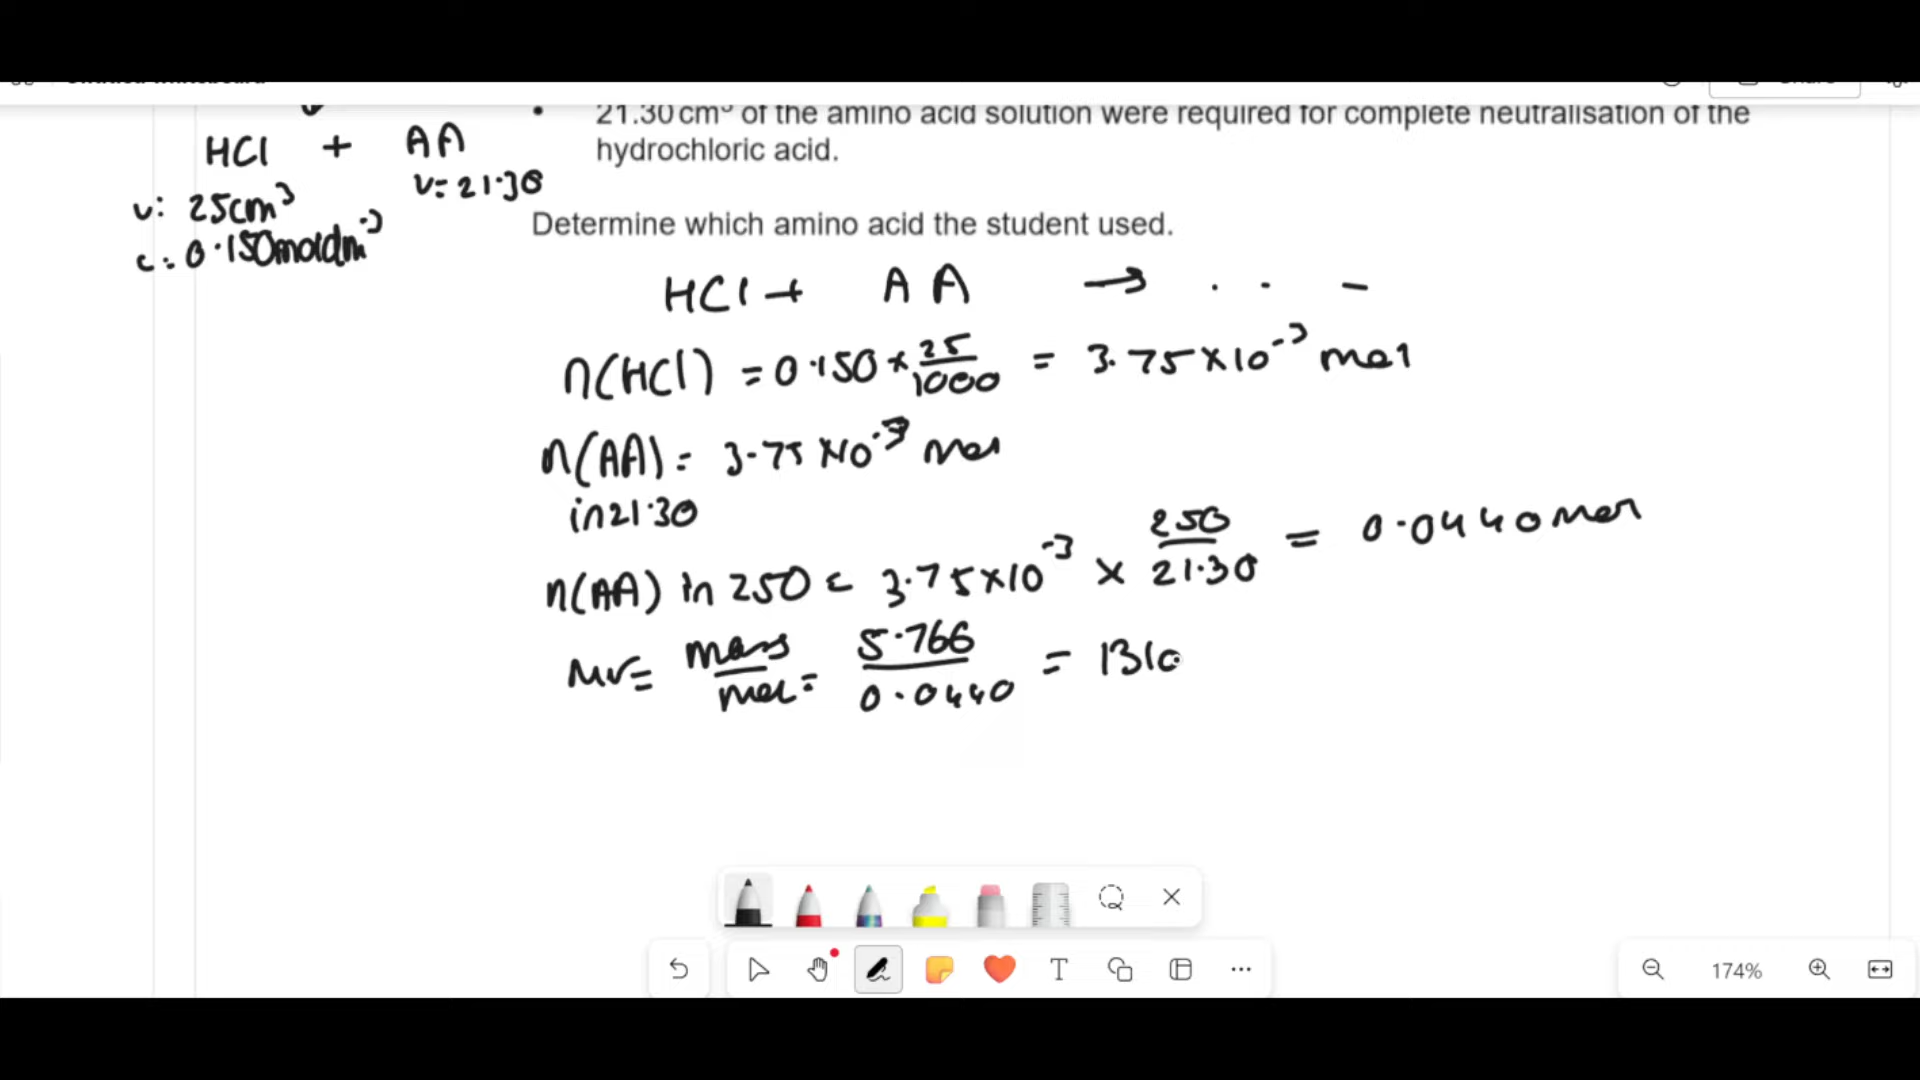 21.30 cm³ of the amino acid solution were required for complete neutralisation of the
hydrochloric acid.
HCl + AA
v: 25cm³ v=21.30
c: 0.150moldm⁻³
Determine which amino acid the student used.
HCl + AA → . . -
n(HCl) = 0.150 × 25/1000 = 3.75 × 10⁻³ mol
n(AA) = 3.75 × 10⁻³ mol
in 21.30
n(AA) in 250 = 3.75 × 10⁻³ × 250/21.30 = 0.0440 mol
Mr = mass/mol = 5.766/0.0440 = 131
T
174%